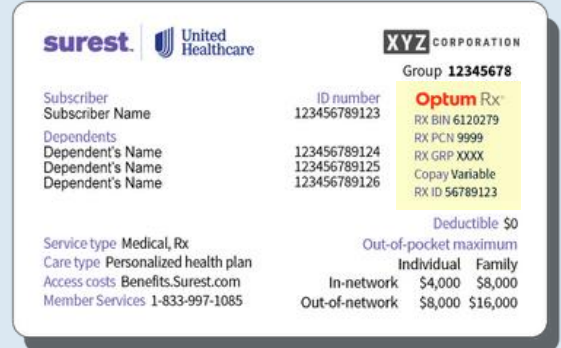 surest. United Healthcare XYZ CORPORATION
Group 12345678
Subscriber ID number
Subscriber Name 123456789123
Dependents
Dependent's Name 123456789124
Dependent's Name 123456789125
Dependent's Name 123456789126
Optum Rx
RX BIN 6120279
RX PCN 9999
RX GRP XXXX
Copay Variable
RX ID 56789123
Deductible $0
Service type Medical, Rx
Care type Personalized health plan
Access costs Benefits.Surest.com
Member Services 1-833-997-1085
Out-of-pocket maximum
Individual Family
In-network $4,000 $8,000
Out-of-network $8,000 $16,000